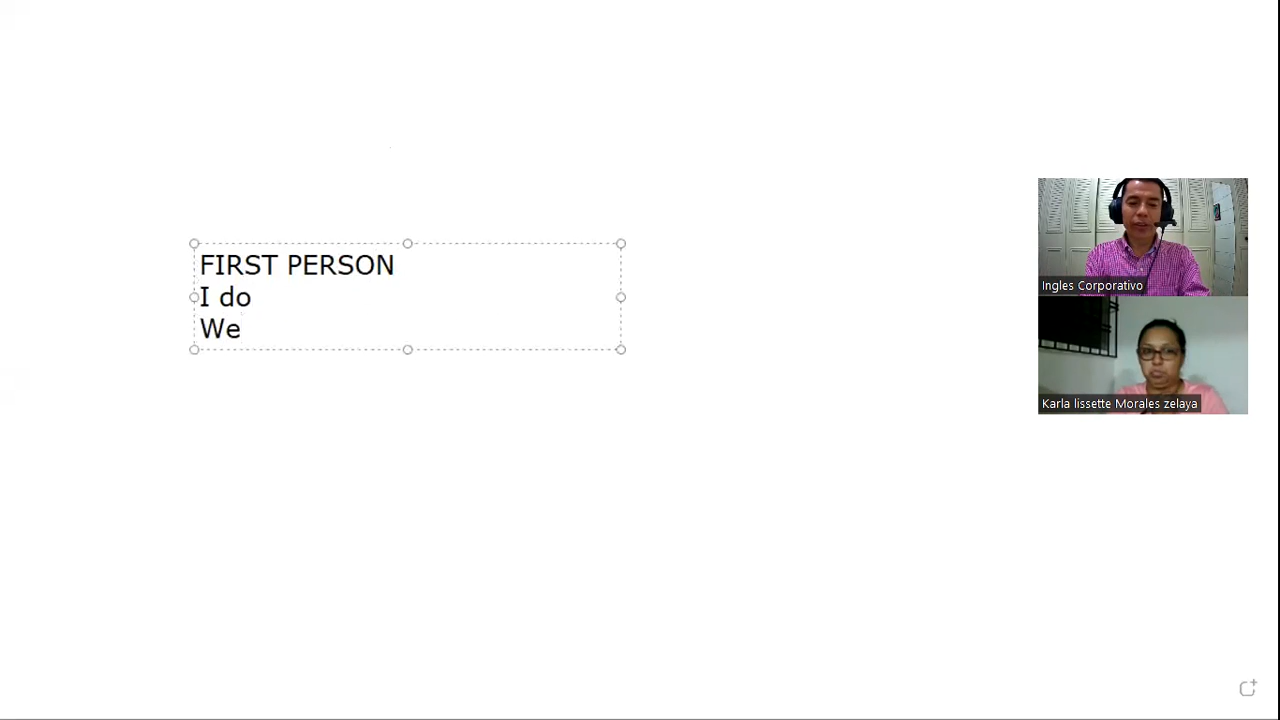 FIRST PERSON
I do
We
Ingles Corporativo
Karla lissette Morales zelaya